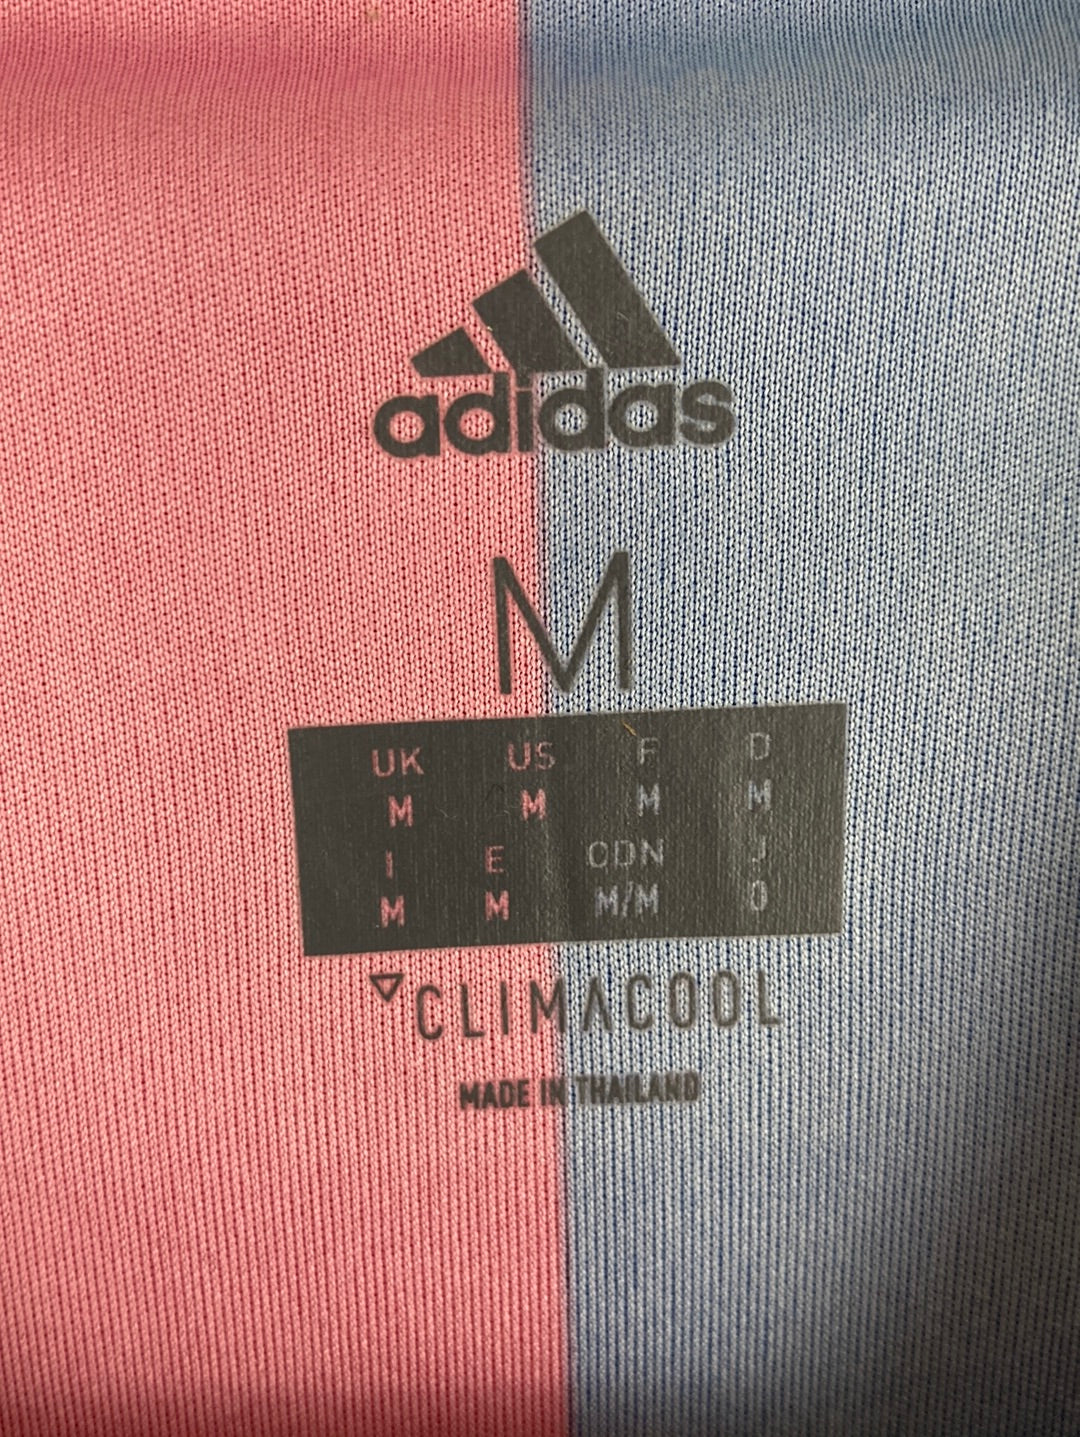 adidas
M
UK US F D
M M M M
I E CDN J
M M M/M O
CLIMACOOL
MADE IN THAILAND